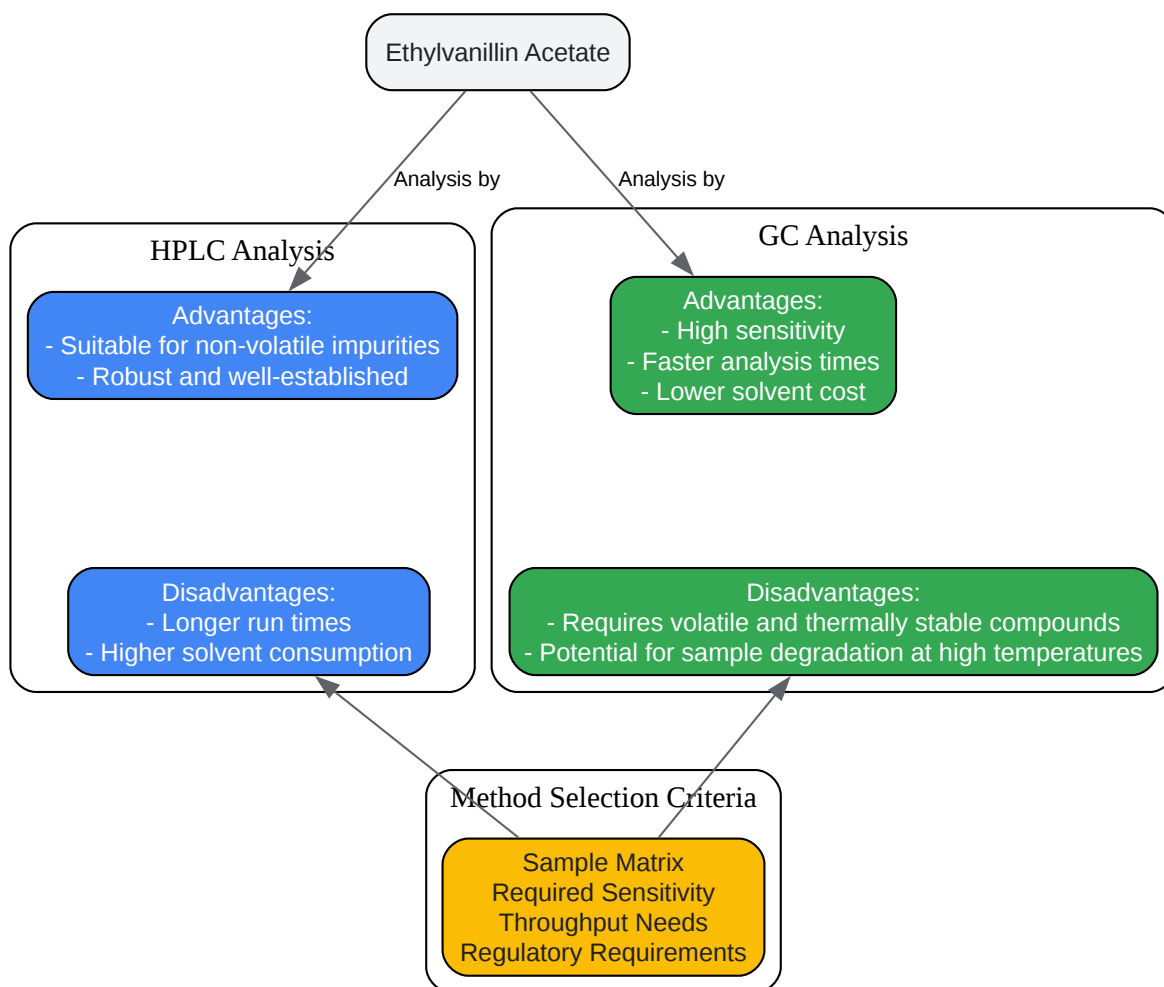 Ethylvanillin Acetate
Analysis by
Analysis by
HPLC Analysis
Advantages:
- Suitable for non-volatile impurities
- Robust and well-established
Disadvantages:
- Longer run times
- Higher solvent consumption
GC Analysis
Advantages:
- High sensitivity
- Faster analysis times
- Lower solvent cost
Disadvantages:
- Requires volatile and thermally stable compounds
- Potential for sample degradation at high temperatures
Method Selection Criteria
Sample Matrix
Required Sensitivity
Throughput Needs
Regulatory Requirements